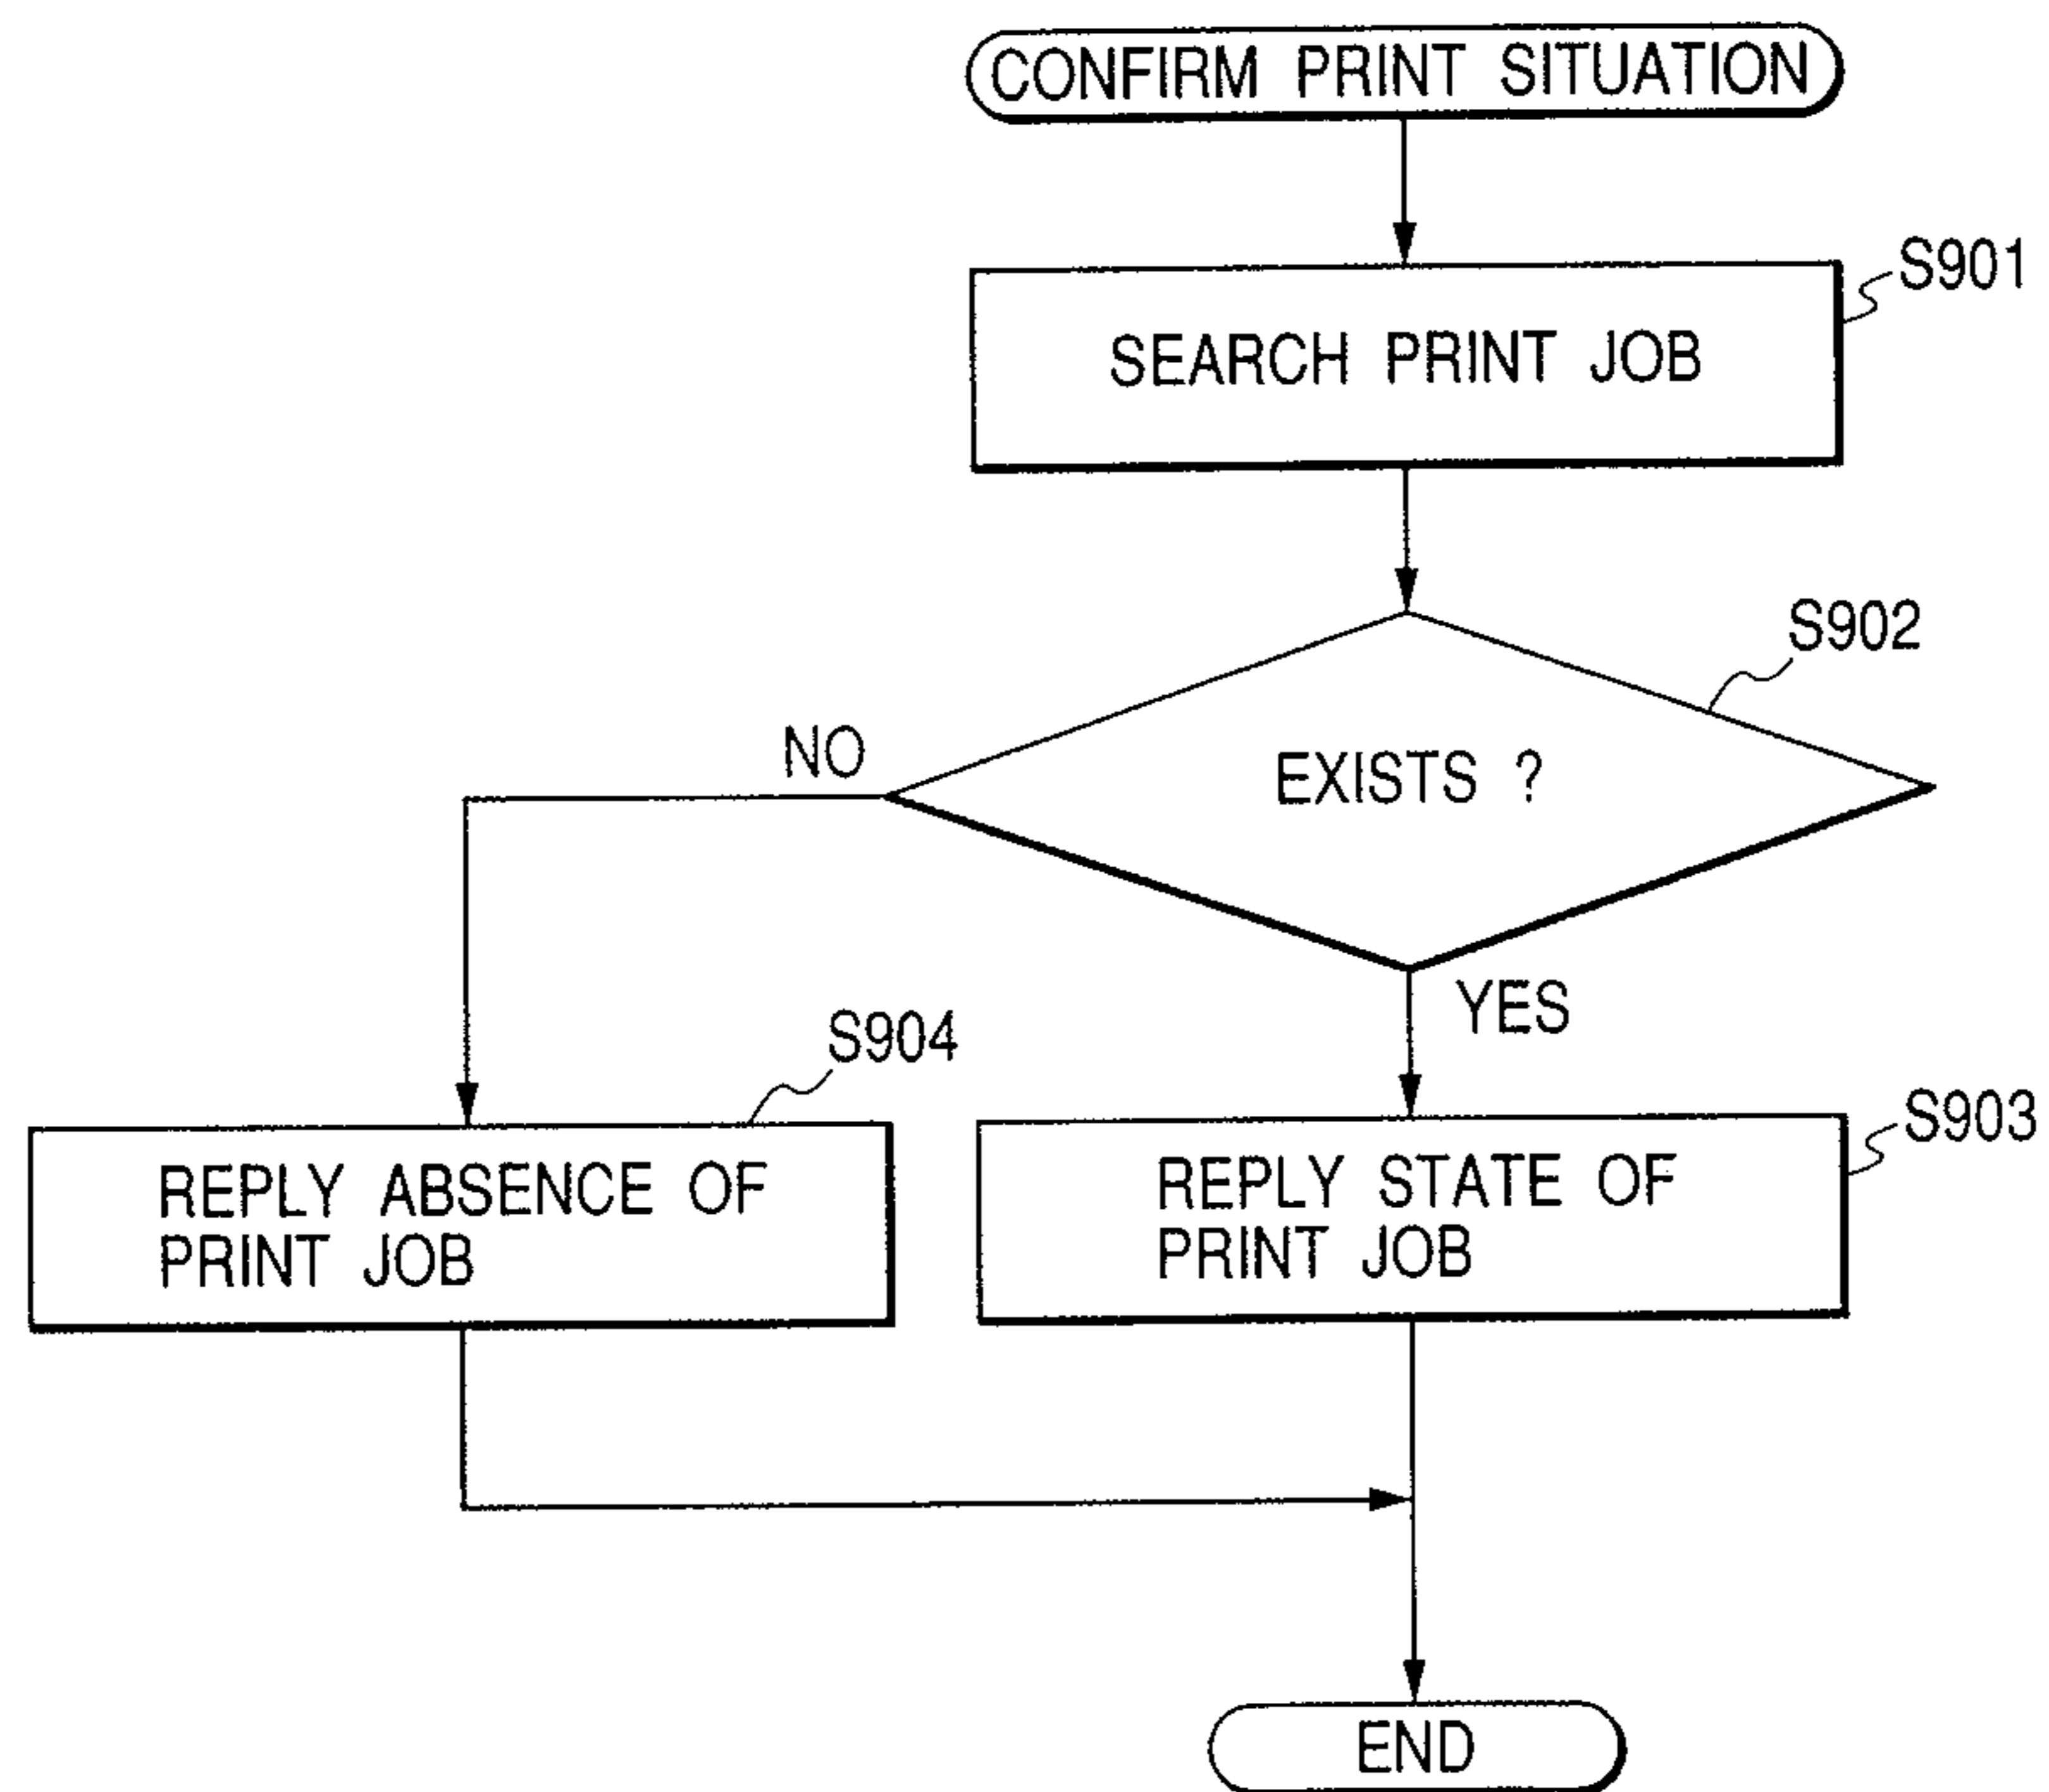 CONFIRM PRINT SITUATION
S901
SEARCH PRINT JOB
S902
NO
EXISTS ?
YES
S904
S903
REPLY ABSENCE OF
PRINT JOB
REPLY STATE OF
PRINT JOB
END